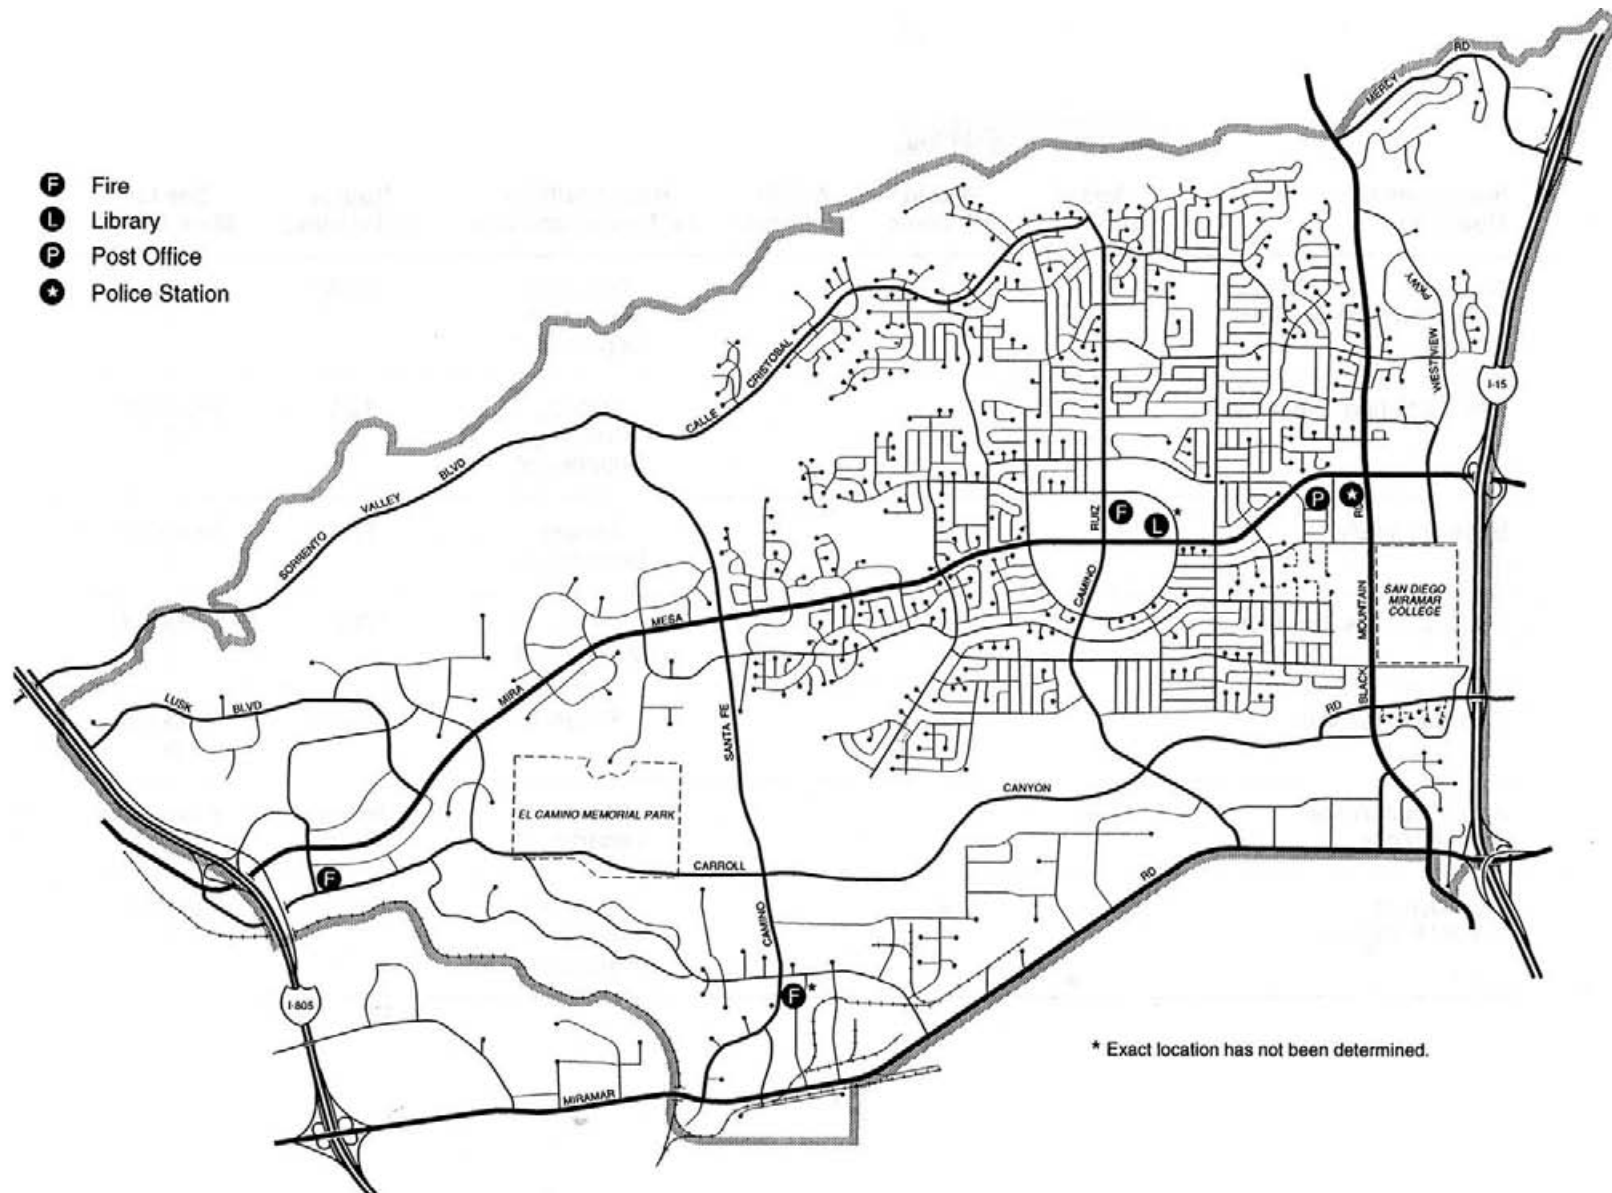 RD
MERCY
F Fire
L Library
P Post Office
★ Police Station
PKWY
WESTVIEW
I-15
CRISTOBAL
CALLE
BLVD
VALLEY
SORRENTO
P
★
RUIZ
F
L *
CAMINO
MESA
MIRA
SAN DIEGO
MIRAMAR
COLLEGE
MOUNTAIN
BLACK
RD
LUSK
BLVD
SANTA FE
CANYON
EL CAMINO MEMORIAL PARK
CARROLL
F
RD
CAMINO
F *
I-805
* Exact location has not been determined.
MIRAMAR